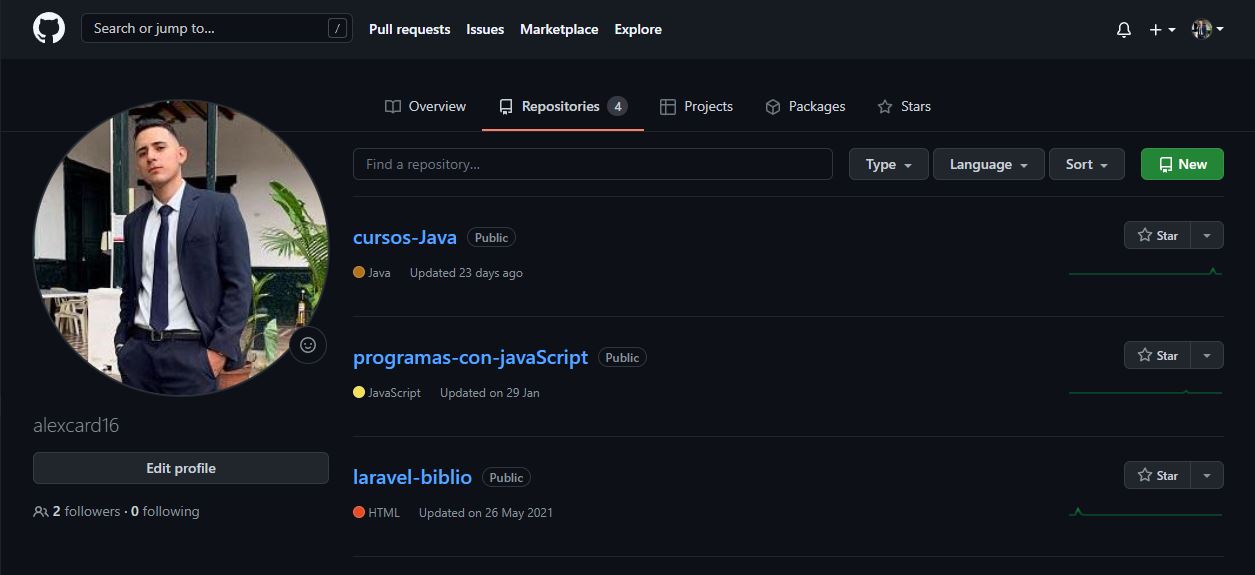 Search or jump to... /
Pull requests
Issues
Marketplace
Explore
Overview
Repositories 4
Projects
Packages
Stars
Find a repository...
Type
Language
Sort
New
cursos-Java Public
Star
Java Updated 23 days ago
programas-con-javaScript Public
Star
JavaScript Updated on 29 Jan
alexcard16
Edit profile
laravel-biblio Public
Star
HTML Updated on 26 May 2021
2 followers · 0 following